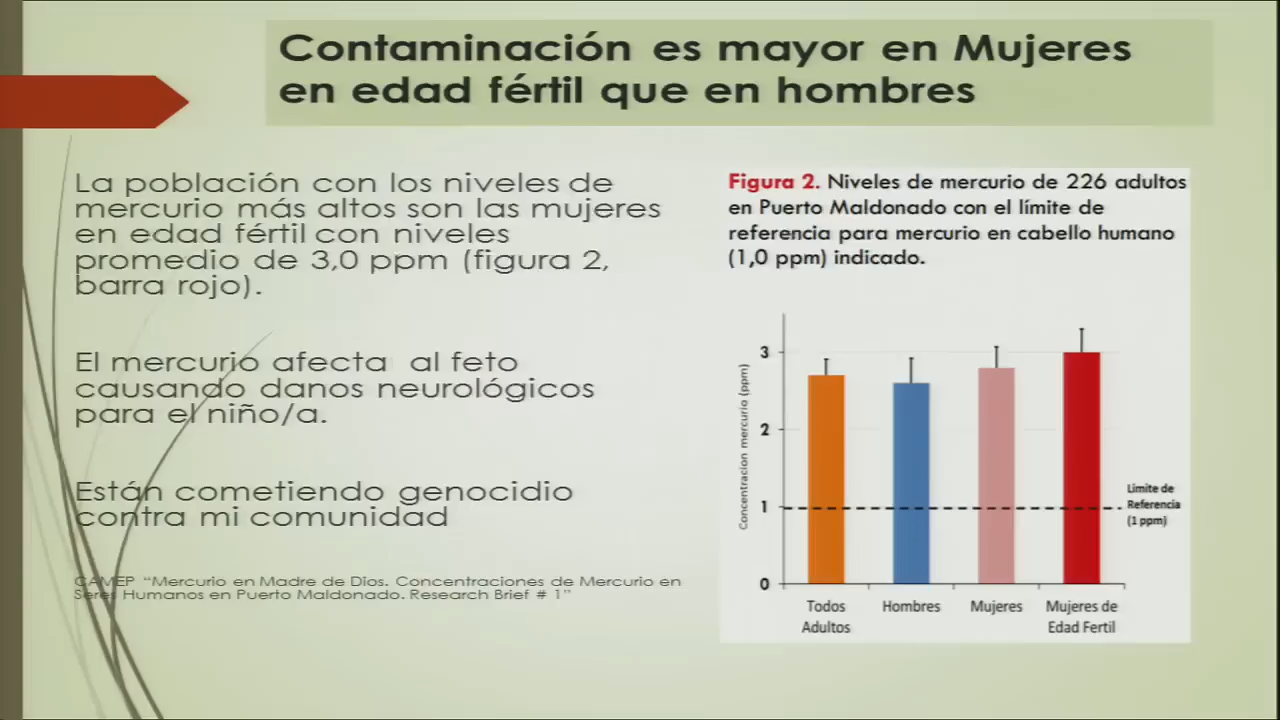 Contaminación es mayor en Mujeres
en edad fértil que en hombres
La población con los niveles de
mercurio más altos son las mujeres
en edad fértil con niveles
promedio de 3,0 ppm (figura 2,
barra rojo).
El mercurio afecta al feto
causando danos neurológicos
para el niño/a.
Están cometiendo genocidio
contra mi comunidad
CAMEP "Mercurio en Madre de Dios. Concentraciones de Mercurio en
Seres Humanos en Puerto Maldonado. Research Brief # 1"
Figura 2. Niveles de mercurio de 226 adultos
en Puerto Maldonado con el límite de
referencia para mercurio en cabello humano
(1,0 ppm) indicado.
Concentracion mercurio (ppm)
3
2
1
0
Limite de
Referencia
(1 ppm)
Todos
Adultos
Hombres
Mujeres
Mujeres de
Edad Fertil